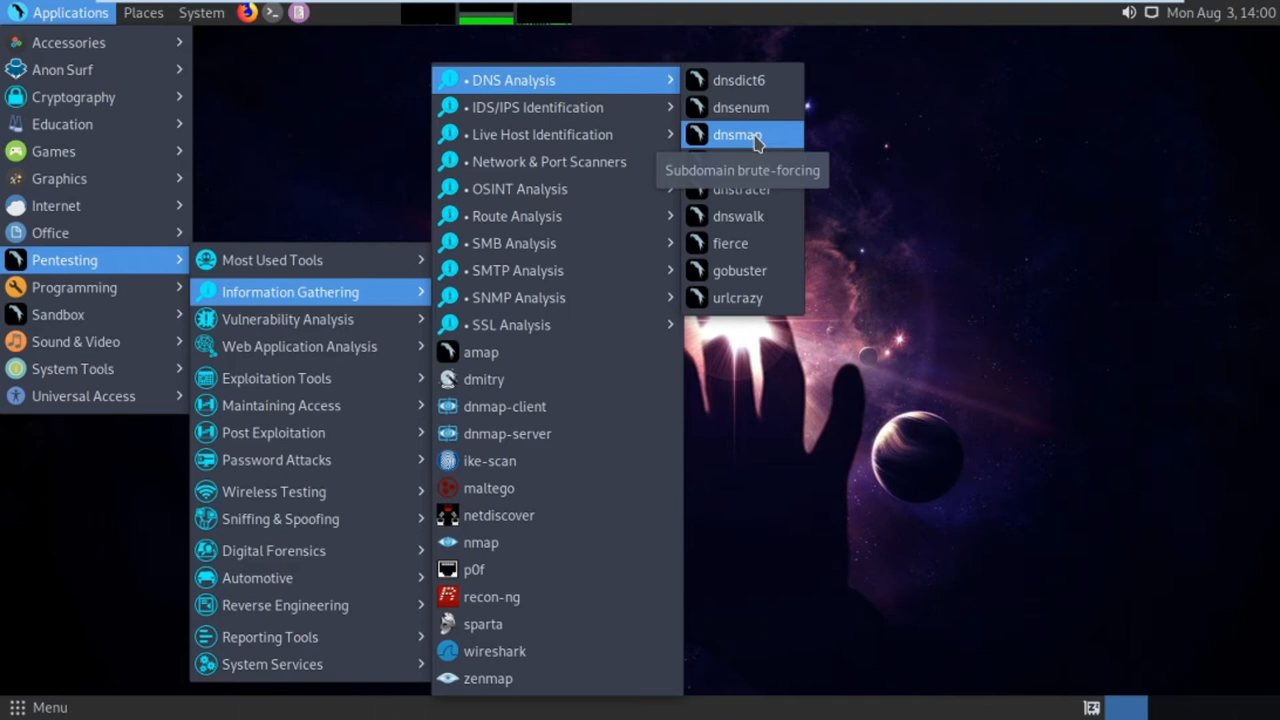 Applications Places System Mon Aug 3, 14:00
Accessories
Anon Surf
Cryptography
Education
Games
Graphics
Internet
Office
Pentesting
Programming
Sandbox
Sound & Video
System Tools
Universal Access
Most Used Tools
Information Gathering
Vulnerability Analysis
Web Application Analysis
Exploitation Tools
Maintaining Access
Post Exploitation
Password Attacks
Wireless Testing
Sniffing & Spoofing
Digital Forensics
Automotive
Reverse Engineering
Reporting Tools
System Services
• DNS Analysis
• IDS/IPS Identification
• Live Host Identification
• Network & Port Scanners
• OSINT Analysis
• Route Analysis
• SMB Analysis
• SMTP Analysis
• SNMP Analysis
• SSL Analysis
amap
dmitry
dnmap-client
dnmap-server
ike-scan
maltego
netdiscover
nmap
p0f
recon-ng
sparta
wireshark
zenmap
dnsdict6
dnsenum
dnsmap
Subdomain brute-forcing
dnstracer
dnswalk
fierce
gobuster
urlcrazy
Menu